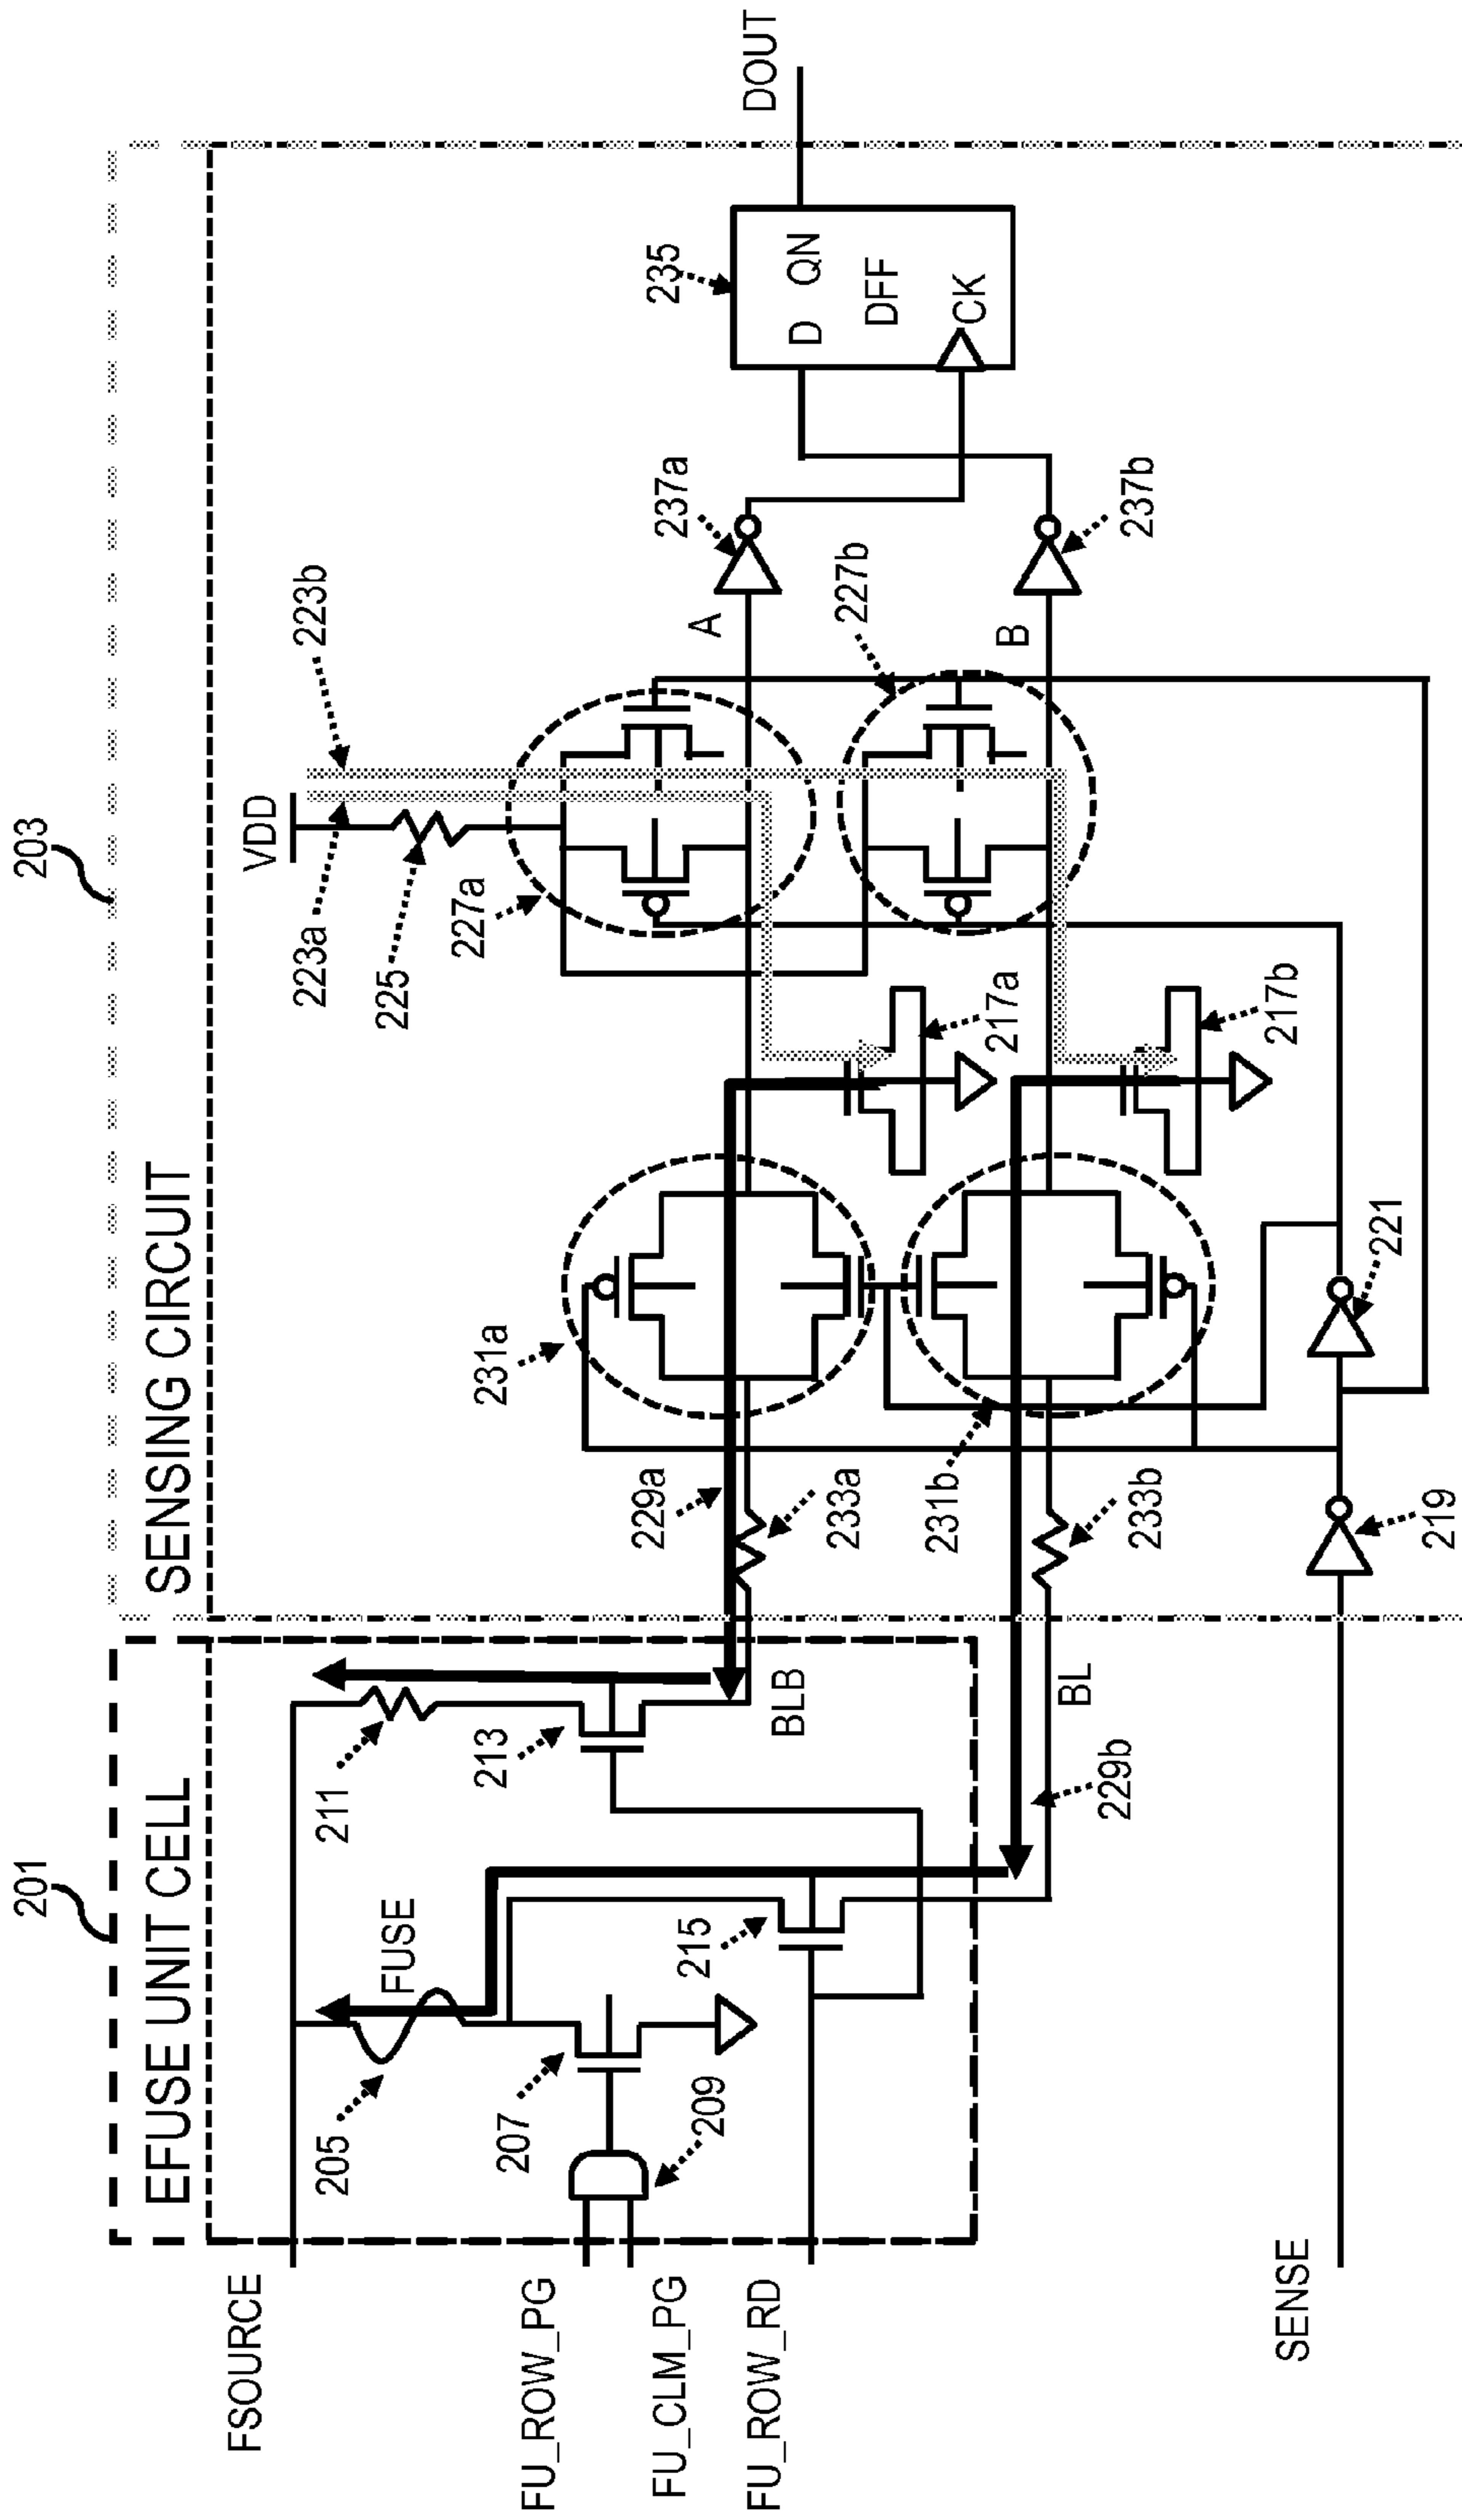 201
203
EFUSE UNIT CELL
SENSING CIRCUIT
FSOURCE
VDD
223a
223b
205
211
FUSE
225
227a
207
213
231a
FU_ROW_PG
209
215
229a
A
237a
235
DOUT
FU_CLM_PG
FU_ROW_RD
BLB
233a
227b
D QN
DFF
CK
231b
217a
B
BL
229b
233b
237b
217b
SENSE
219
221